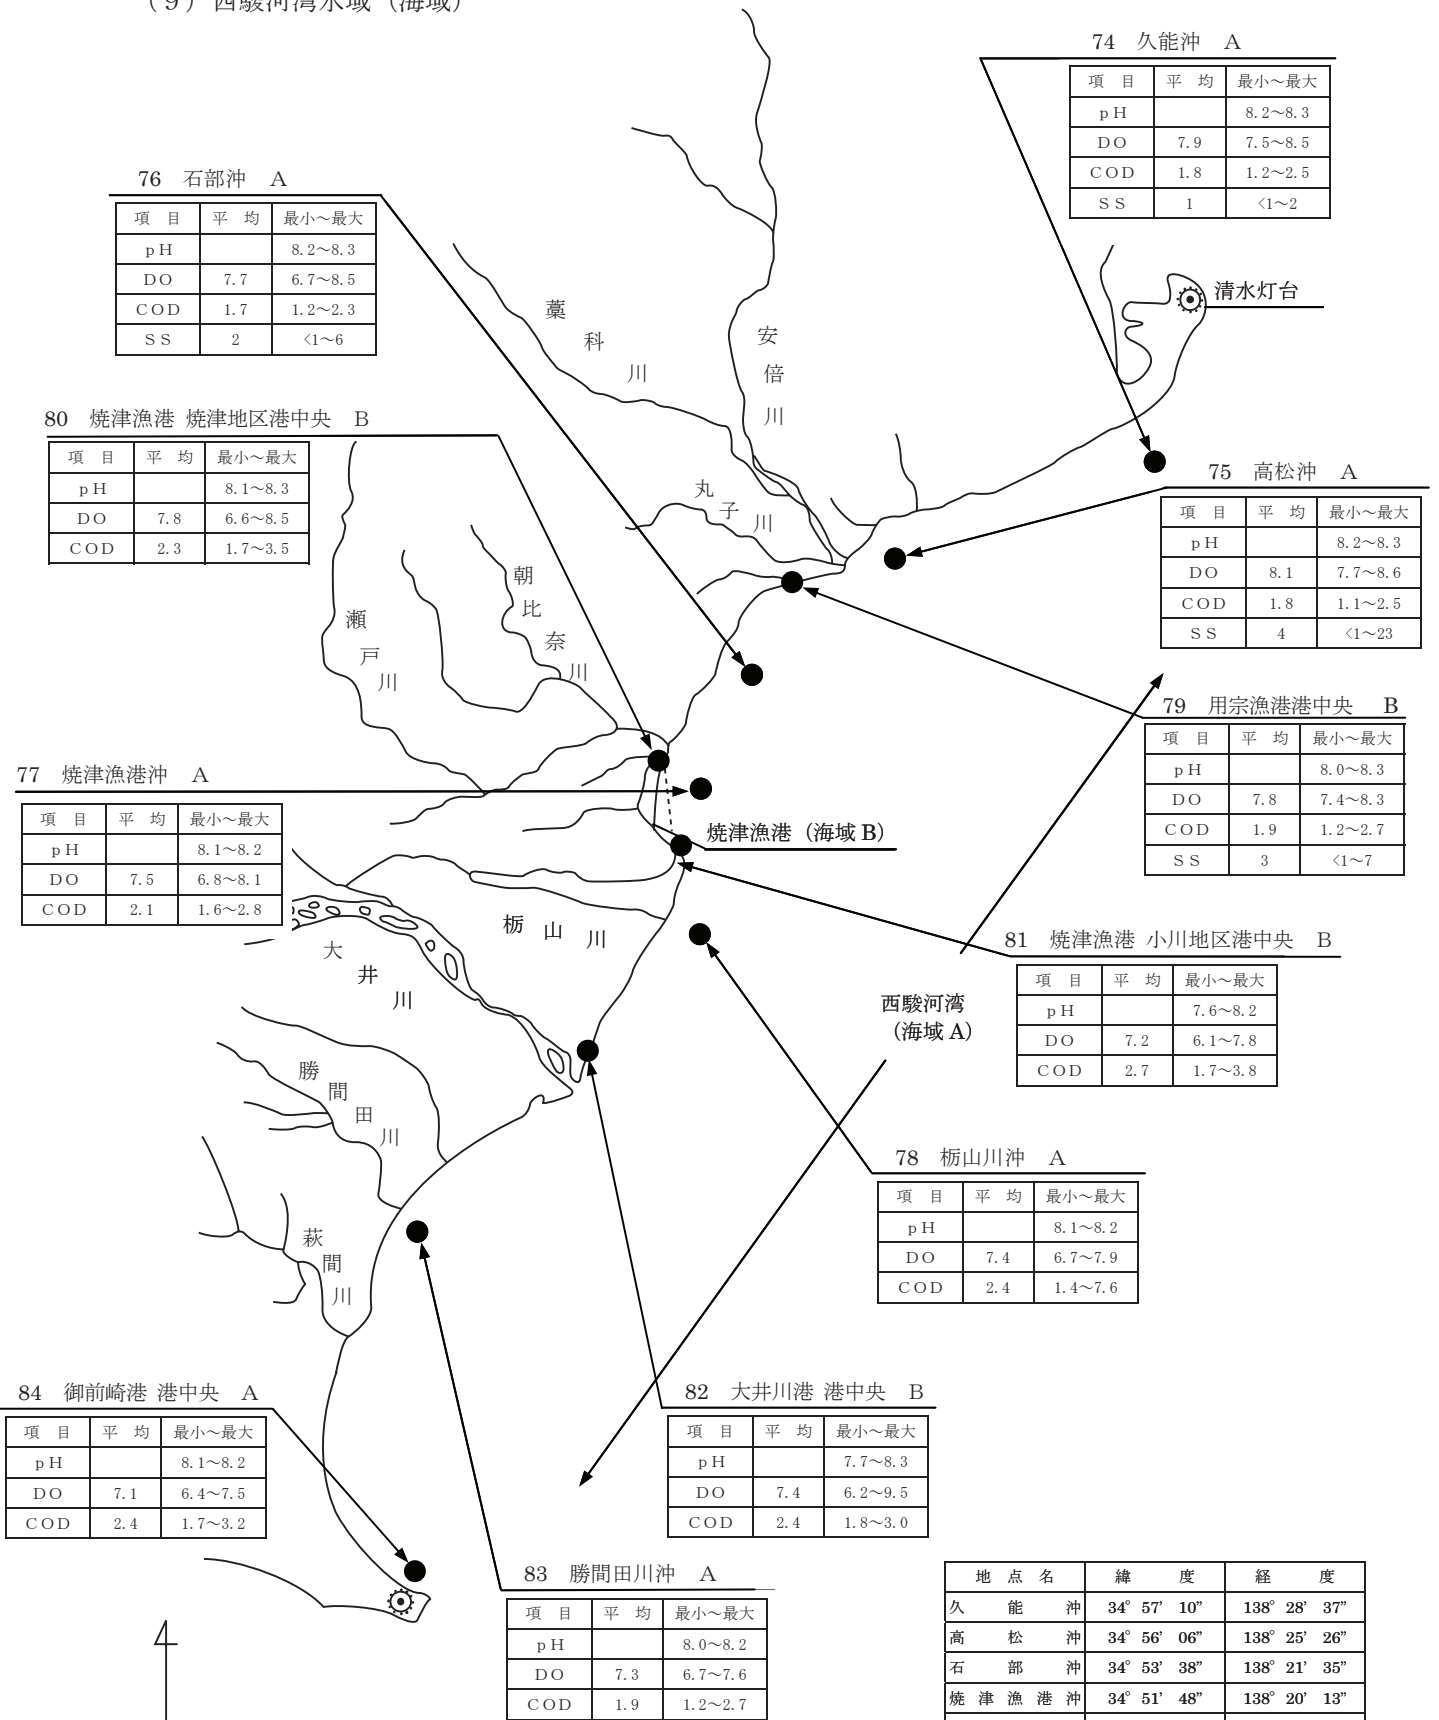 （９）西駿河湾水域（海域）
74 久能沖 A
項 目 平 均 最小～最大
pH 8.2～8.3
DO 7.9 7.5～8.5
COD 1.8 1.2～2.5
SS 1 <1～2
76 石部沖 A
項 目 平 均 最小～最大
pH 8.2～8.3
DO 7.7 6.7～8.5
COD 1.7 1.2～2.3
SS 2 <1～6
清水灯台
藁科川
安倍川
80 焼津漁港 焼津地区港中央 B
項 目 平 均 最小～最大
pH 8.1～8.3
DO 7.8 6.6～8.5
COD 2.3 1.7～3.5
75 高松沖 A
項 目 平 均 最小～最大
pH 8.2～8.3
DO 8.1 7.7～8.6
COD 1.8 1.1～2.5
SS 4 <1～23
丸子川
朝比奈川
瀬戸川
79 用宗漁港港中央 B
項 目 平 均 最小～最大
pH 8.0～8.3
DO 7.8 7.4～8.3
COD 1.9 1.2～2.7
SS 3 <1～7
77 焼津漁港沖 A
項 目 平 均 最小～最大
pH 8.1～8.2
DO 7.5 6.8～8.1
COD 2.1 1.6～2.8
焼津漁港（海域 B）
栃山川
大井川
81 焼津漁港 小川地区港中央 B
項 目 平 均 最小～最大
pH 7.6～8.2
DO 7.2 6.1～7.8
COD 2.7 1.7～3.8
西駿河湾
（海域 A）
勝間田川
78 栃山川沖 A
項 目 平 均 最小～最大
pH 8.1～8.2
DO 7.4 6.7～7.9
COD 2.4 1.4～7.6
萩間川
84 御前崎港 港中央 A
項 目 平 均 最小～最大
pH 8.1～8.2
DO 7.1 6.4～7.5
COD 2.4 1.7～3.2
82 大井川港 港中央 B
項 目 平 均 最小～最大
pH 7.7～8.3
DO 7.4 6.2～9.5
COD 2.4 1.8～3.0
83 勝間田川沖 A
項 目 平 均 最小～最大
pH 8.0～8.2
DO 7.3 6.7～7.6
COD 1.9 1.2～2.7
地 点 名 緯 度 経 度
久 能 沖 34° 57’ 10” 138° 28’ 37”
高 松 沖 34° 56’ 06” 138° 25’ 26”
石 部 沖 34° 53’ 38” 138° 21’ 35”
焼 津 漁 港 沖 34° 51’ 48” 138° 20’ 13”